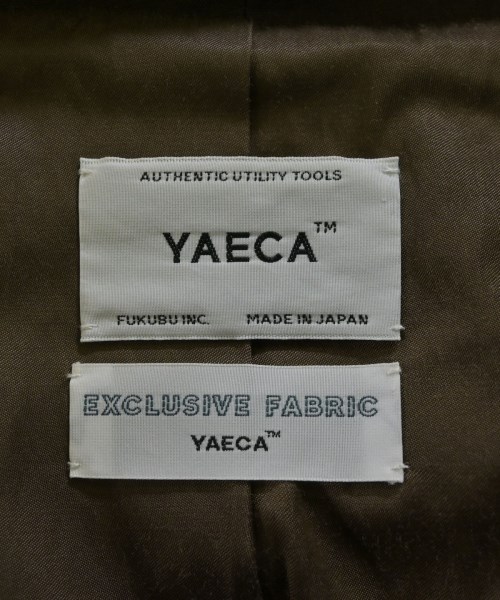 AUTHENTIC UTILITY TOOLS
YAECA™
FUKUBU INC. MADE IN JAPAN
EXCLUSIVE FABRIC
YAECA™